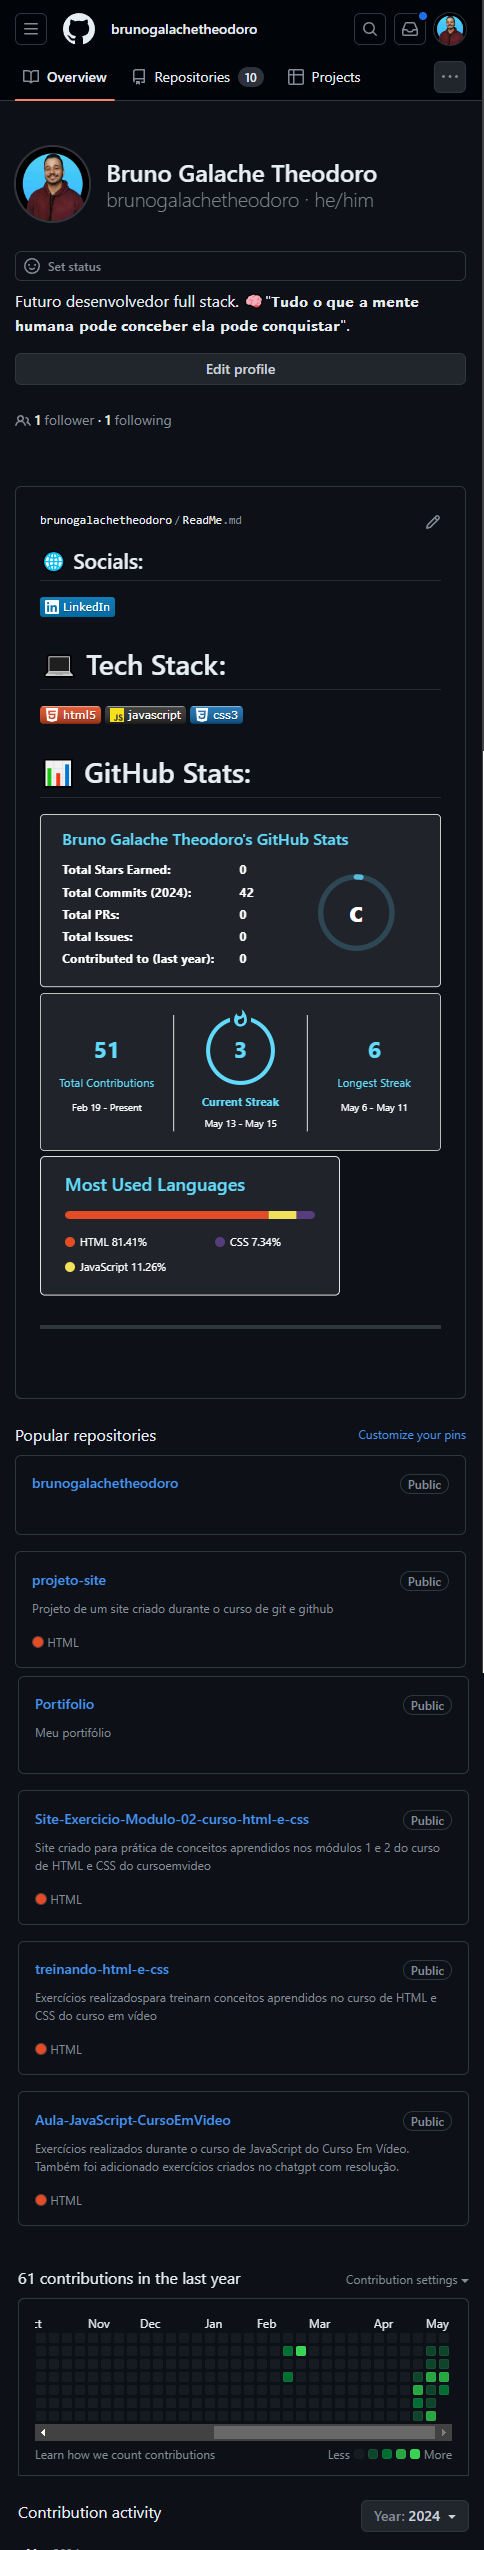 brunogalachetheodoro
Overview
Repositories 10
Projects
Bruno Galache Theodoro
brunogalachetheodoro · he/him
Set status
Futuro desenvolvedor full stack. 🧠"Tudo o que a mente
humana pode conceber ela pode conquistar".
Edit profile
1 follower · 1 following
brunogalachetheodoro/ReadMe.md
🌐 Socials:
in LinkedIn
💻 Tech Stack:
html5
JS javascript
css3
📊 GitHub Stats:
Bruno Galache Theodoro's GitHub Stats
Total Stars Earned: 0
Total Commits (2024): 42
Total PRs: 0
Total Issues: 0
Contributed to (last year): 0
C
51
Total Contributions
Feb 19 - Present
3
Current Streak
May 13 - May 15
6
Longest Streak
May 6 - May 11
Most Used Languages
HTML 81.41%
CSS 7.34%
JavaScript 11.26%
Popular repositories
Customize your pins
brunogalachetheodoro
Public
projeto-site
Public
Projeto de um site criado durante o curso de git e github
HTML
Portifolio
Public
Meu portifólio
Site-Exercicio-Modulo-02-curso-html-e-css
Public
Site criado para prática de conceitos aprendidos nos módulos 1 e 2 do curso
de HTML e CSS do cursoemvideo
HTML
treinando-html-e-css
Public
Exercícios realizadospara treinarn conceitos aprendidos no curso de HTML e
CSS do curso em vídeo
HTML
Aula-JavaScript-CursoEmVideo
Public
Exercícios realizados durante o curso de JavaScript do Curso Em Vídeo.
Também foi adicionado exercícios criados no chatgpt com resolução.
HTML
61 contributions in the last year
Contribution settings
Nov Dec Jan Feb Mar Apr May
Learn how we count contributions
Less
More
Contribution activity
Year: 2024